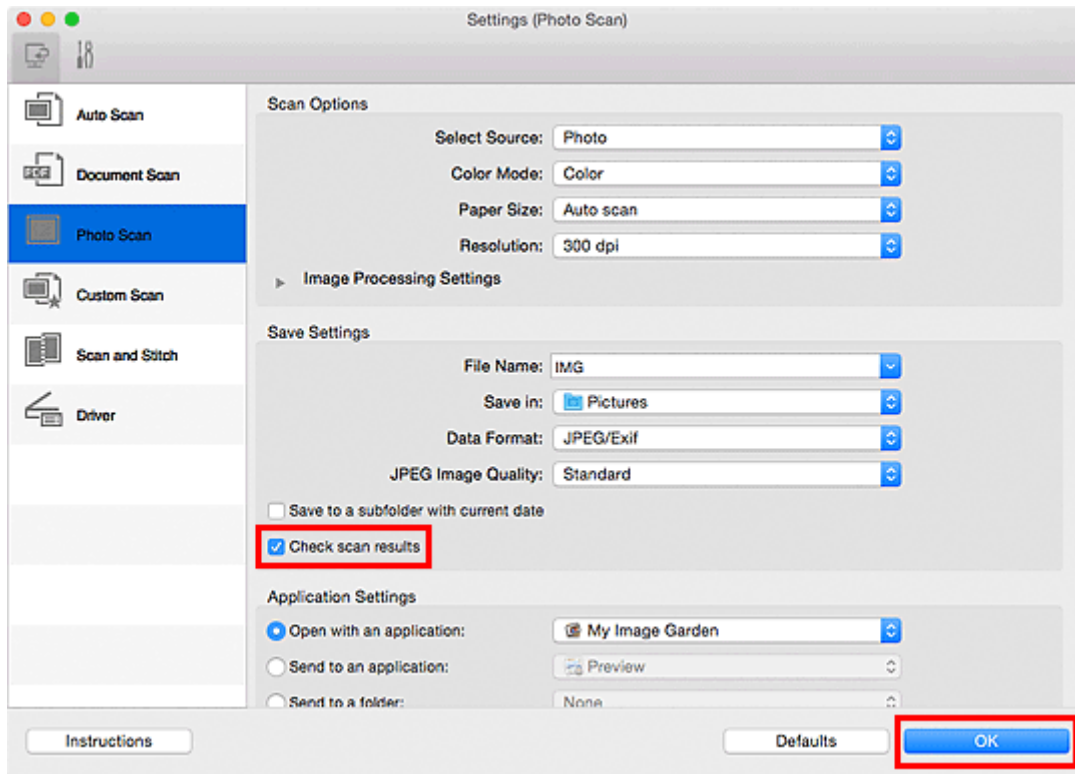 Settings (Photo Scan)
Auto Scan
Document Scan
Photo Scan
Custom Scan
Scan and Stitch
Driver
Scan Options
Select Source: Photo
Color Mode: Color
Paper Size: Auto scan
Resolution: 300 dpi
Image Processing Settings
Save Settings
File Name: IMG
Save in: Pictures
Data Format: JPEG/Exif
JPEG Image Quality: Standard
Save to a subfolder with current date
Check scan results
Application Settings
Open with an application: My Image Garden
Send to an application: Preview
Send to a folder: None
Instructions Defaults OK